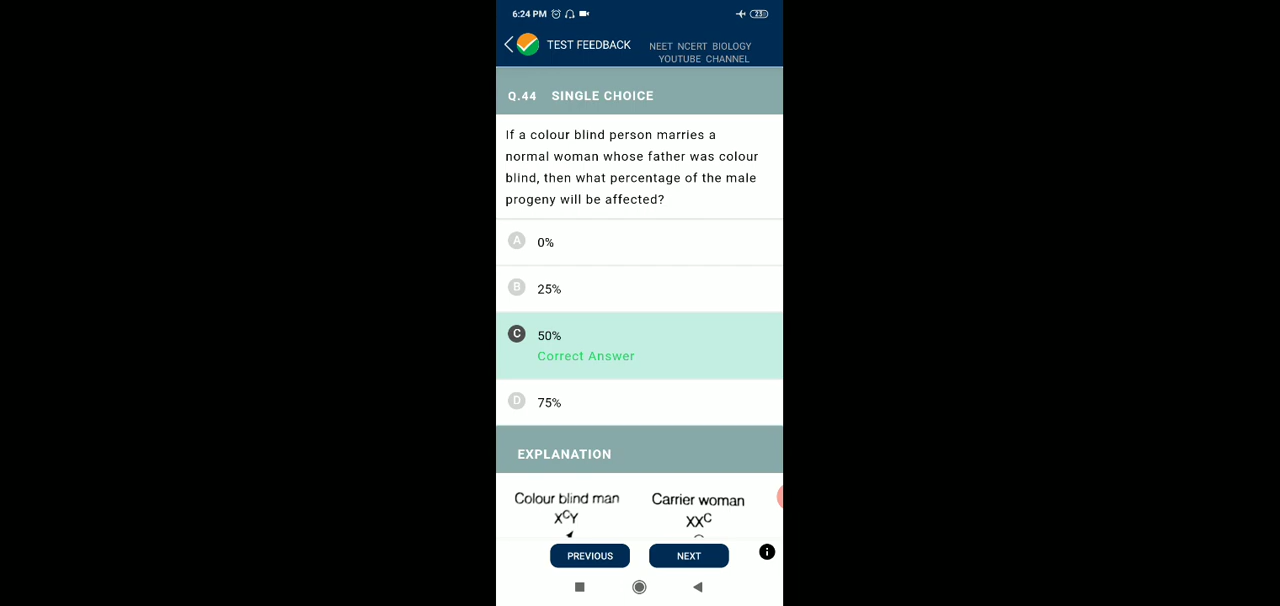 6:24 PM 23
TEST FEEDBACK
NEET NCERT BIOLOGY
YOUTUBE CHANNEL
Q.44 SINGLE CHOICE
If a colour blind person marries a
normal woman whose father was colour
blind, then what percentage of the male
progeny will be affected?
A 0%
B 25%
C 50%
Correct Answer
D 75%
EXPLANATION
Colour blind man Carrier woman
XᶜY XXᶜ
PREVIOUS NEXT